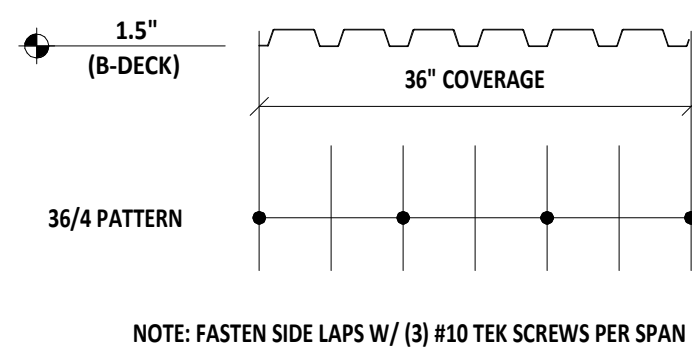 1.5"
(B-DECK)
36" COVERAGE
36/4 PATTERN
NOTE: FASTEN SIDE LAPS W/ (3) #10 TEK SCREWS PER SPAN